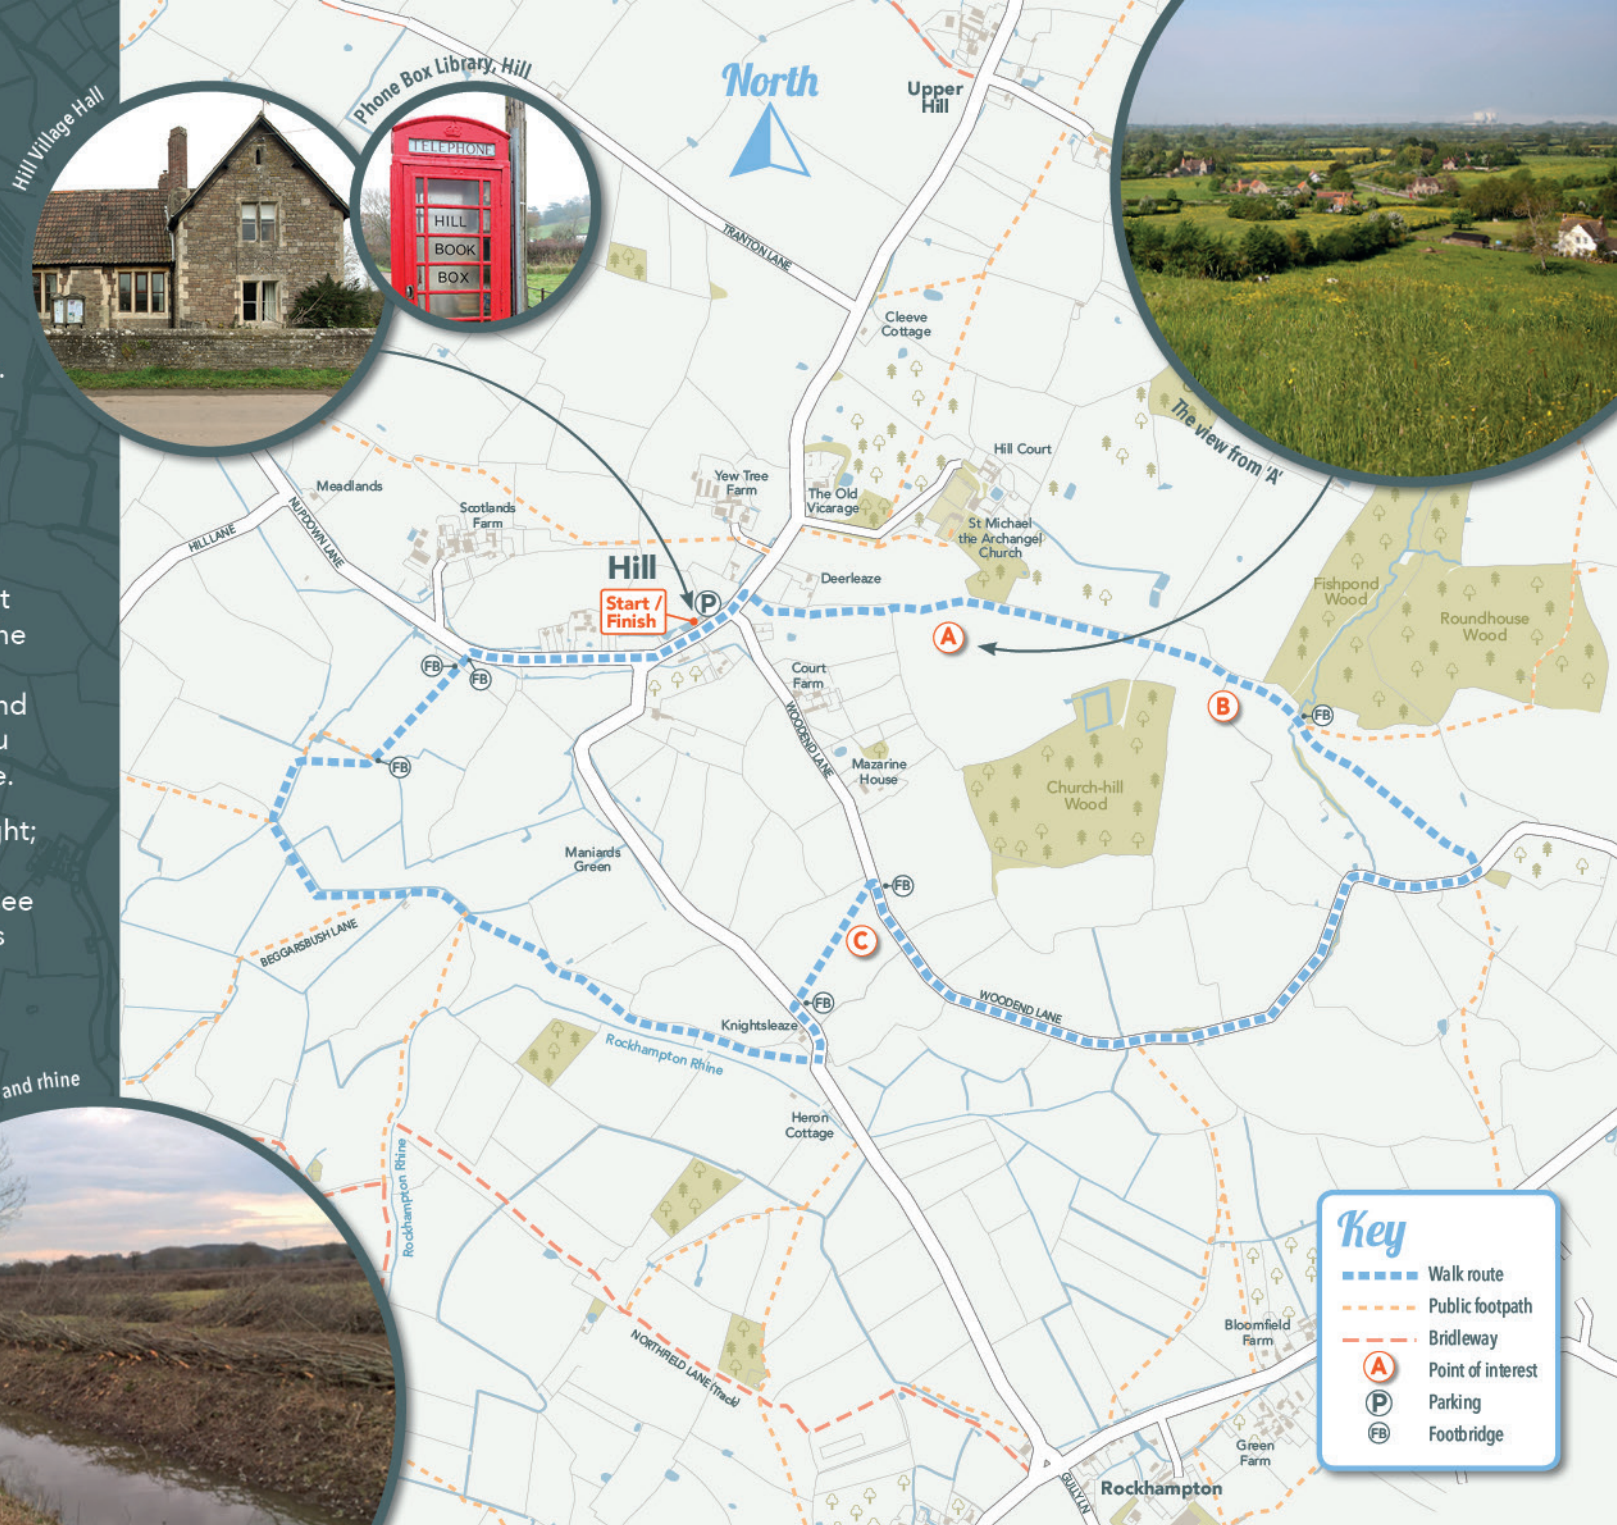 Hill Village Hall
Phone Box Library, Hill
TELEPHONE
HILL
BOOK
BOX
North
Upper
Hill
TRANTON LANE
Cleeve
Cottage
The view from 'A'
Hill Court
Meadlands
Yew Tree
Farm
The Old
Vicarage
Scotlands
Farm
HILL LANE
NUPDOWN LANE
St Michael
the Archangel
Church
Hill
P
Start /
Finish
Deerleaze
Fishpond
Wood
Roundhouse
Wood
A
FB
FB
Court
Farm
B
FB
WOODEND LANE
FB
Mazarine
House
Church-hill
Wood
Maniards
Green
FB
C
BEGGARSBUSH LANE
WOODEND LANE
FB
Knightsleaze
Rockhampton Rhine
and rhine
Heron
Cottage
Rockhampton Rhine
NORTHFIELD LANE (Track)
Bloomfield
Farm
Green
Farm
Rockhampton
GULLY LN
Key
Walk route
Public footpath
Bridleway
A Point of interest
P Parking
FB Footbridge
ght;
ee
nd